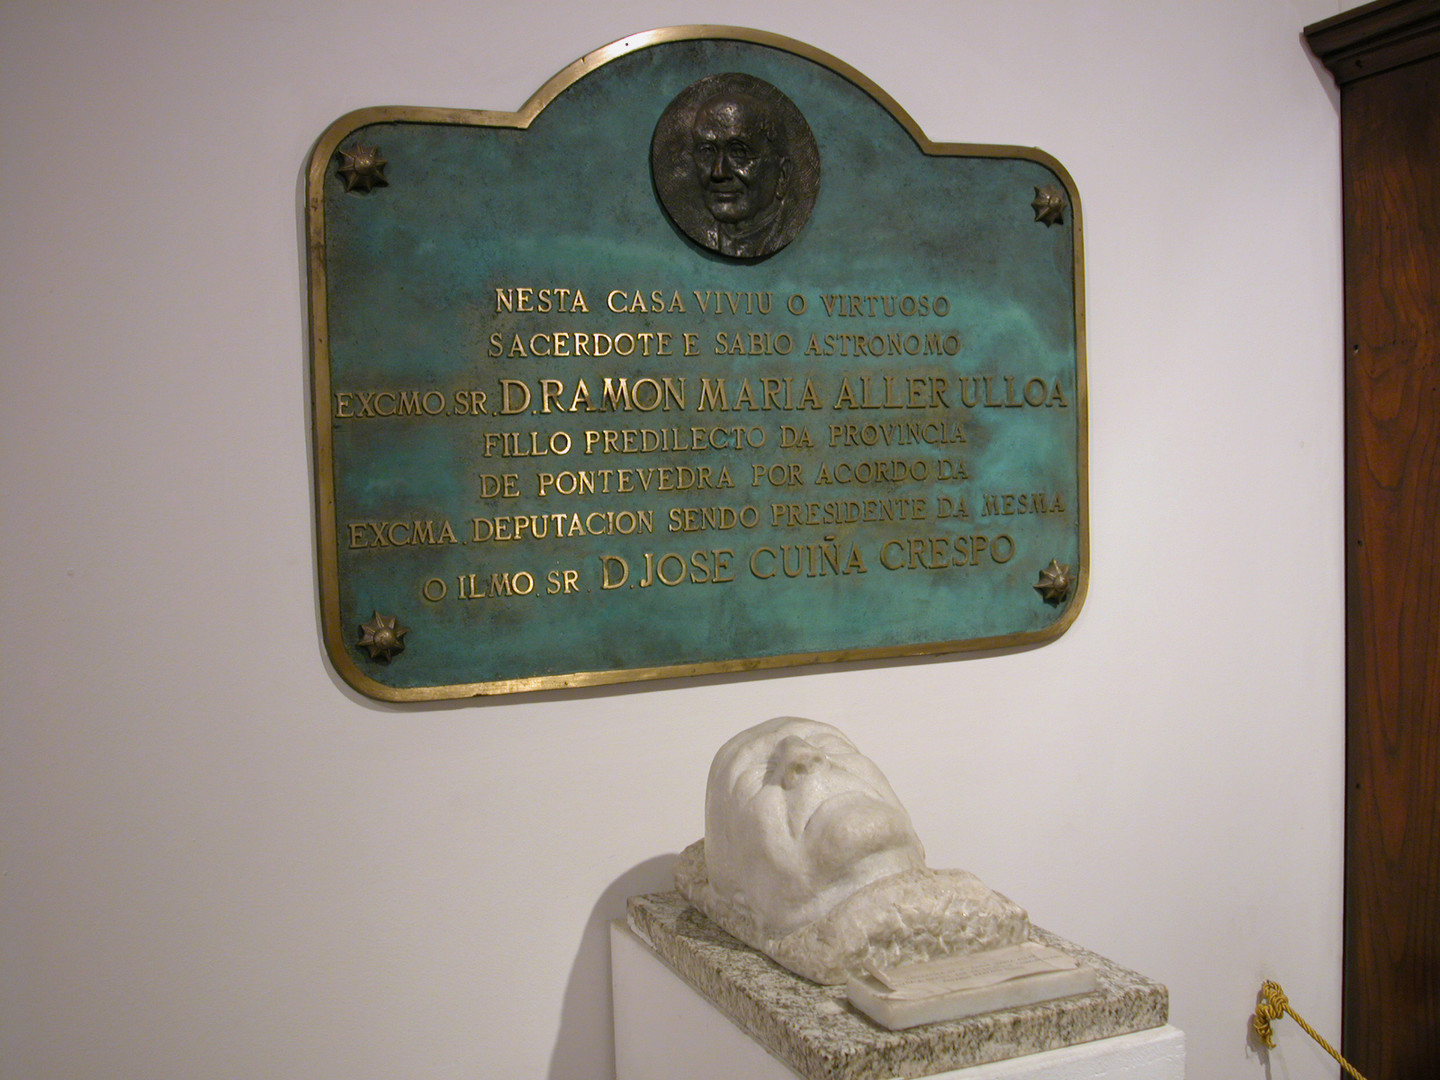 NESTA CASA VIVIU O VIRTUOSO
SACERDOTE E SABIO ASTRONOMO
EXCMO. SR. D. RAMON MARIA ALLER ULLOA
FILLO PREDILECTO DA PROVINCIA
DE PONTEVEDRA POR ACORDO DA
EXCMA. DEPUTACION SENDO PRESIDENTE DA MESMA
O ILMO. SR. D. JOSE CUIÑA CRESPO